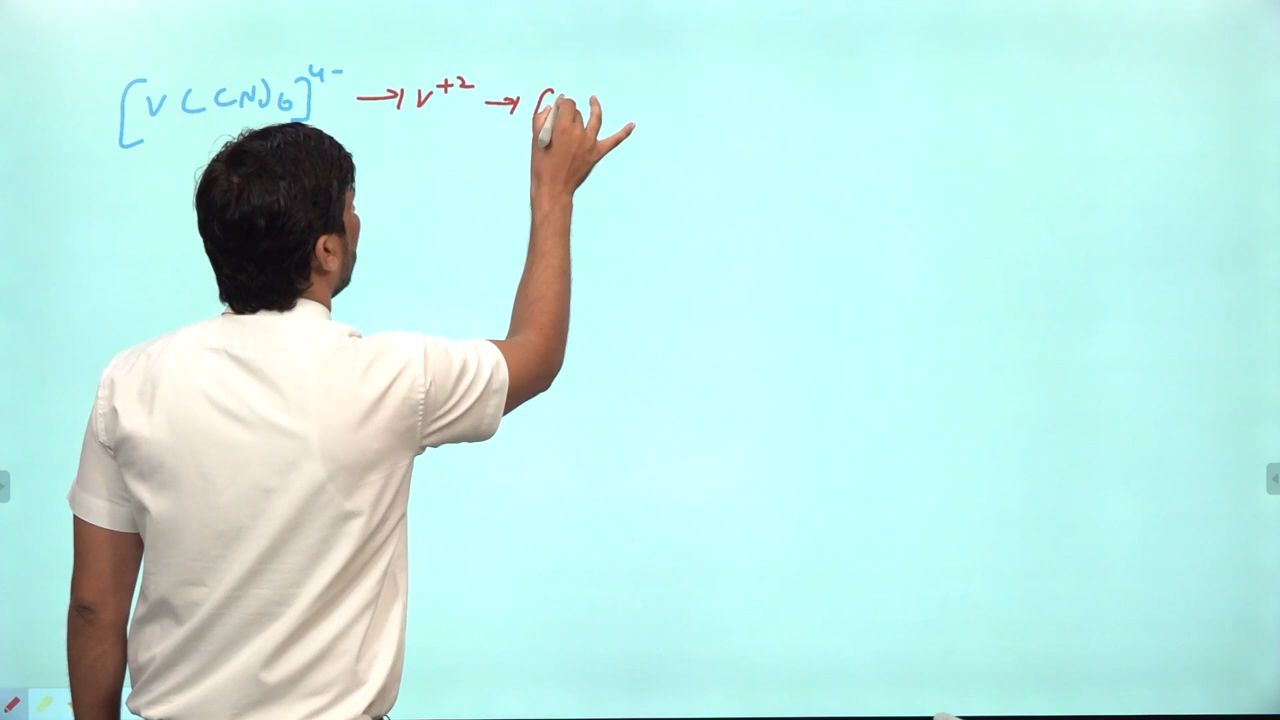 [V(CN)6]4- → V+2 → [